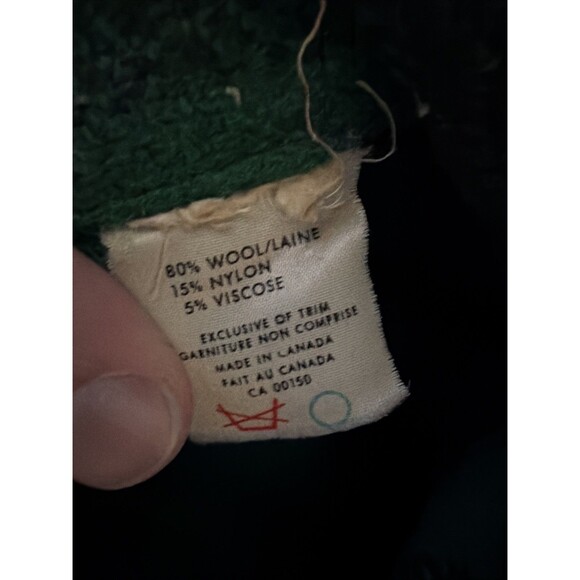 80% WOOL/LAINE
15% NYLON
5% VISCOSE
EXCLUSIVE OF TRIM
GARNITURE NON COMPRISE
MADE IN CANADA
FAIT AU CANADA
CA 00150